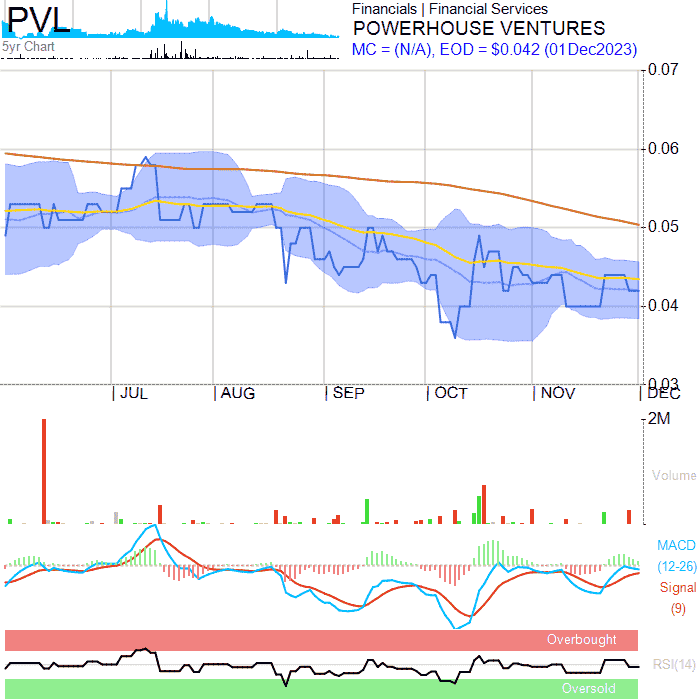 PVL
5yr Chart
Financials | Financial Services
POWERHOUSE VENTURES
MC = (N/A), EOD = $0.042 (01Dec2023)
0.07
0.06
0.05
0.04
0.03
JUL AUG SEP OCT NOV DEC
2M
Volume
MACD
(12-26)
Signal
(9)
Overbought
RSI(14)
Oversold